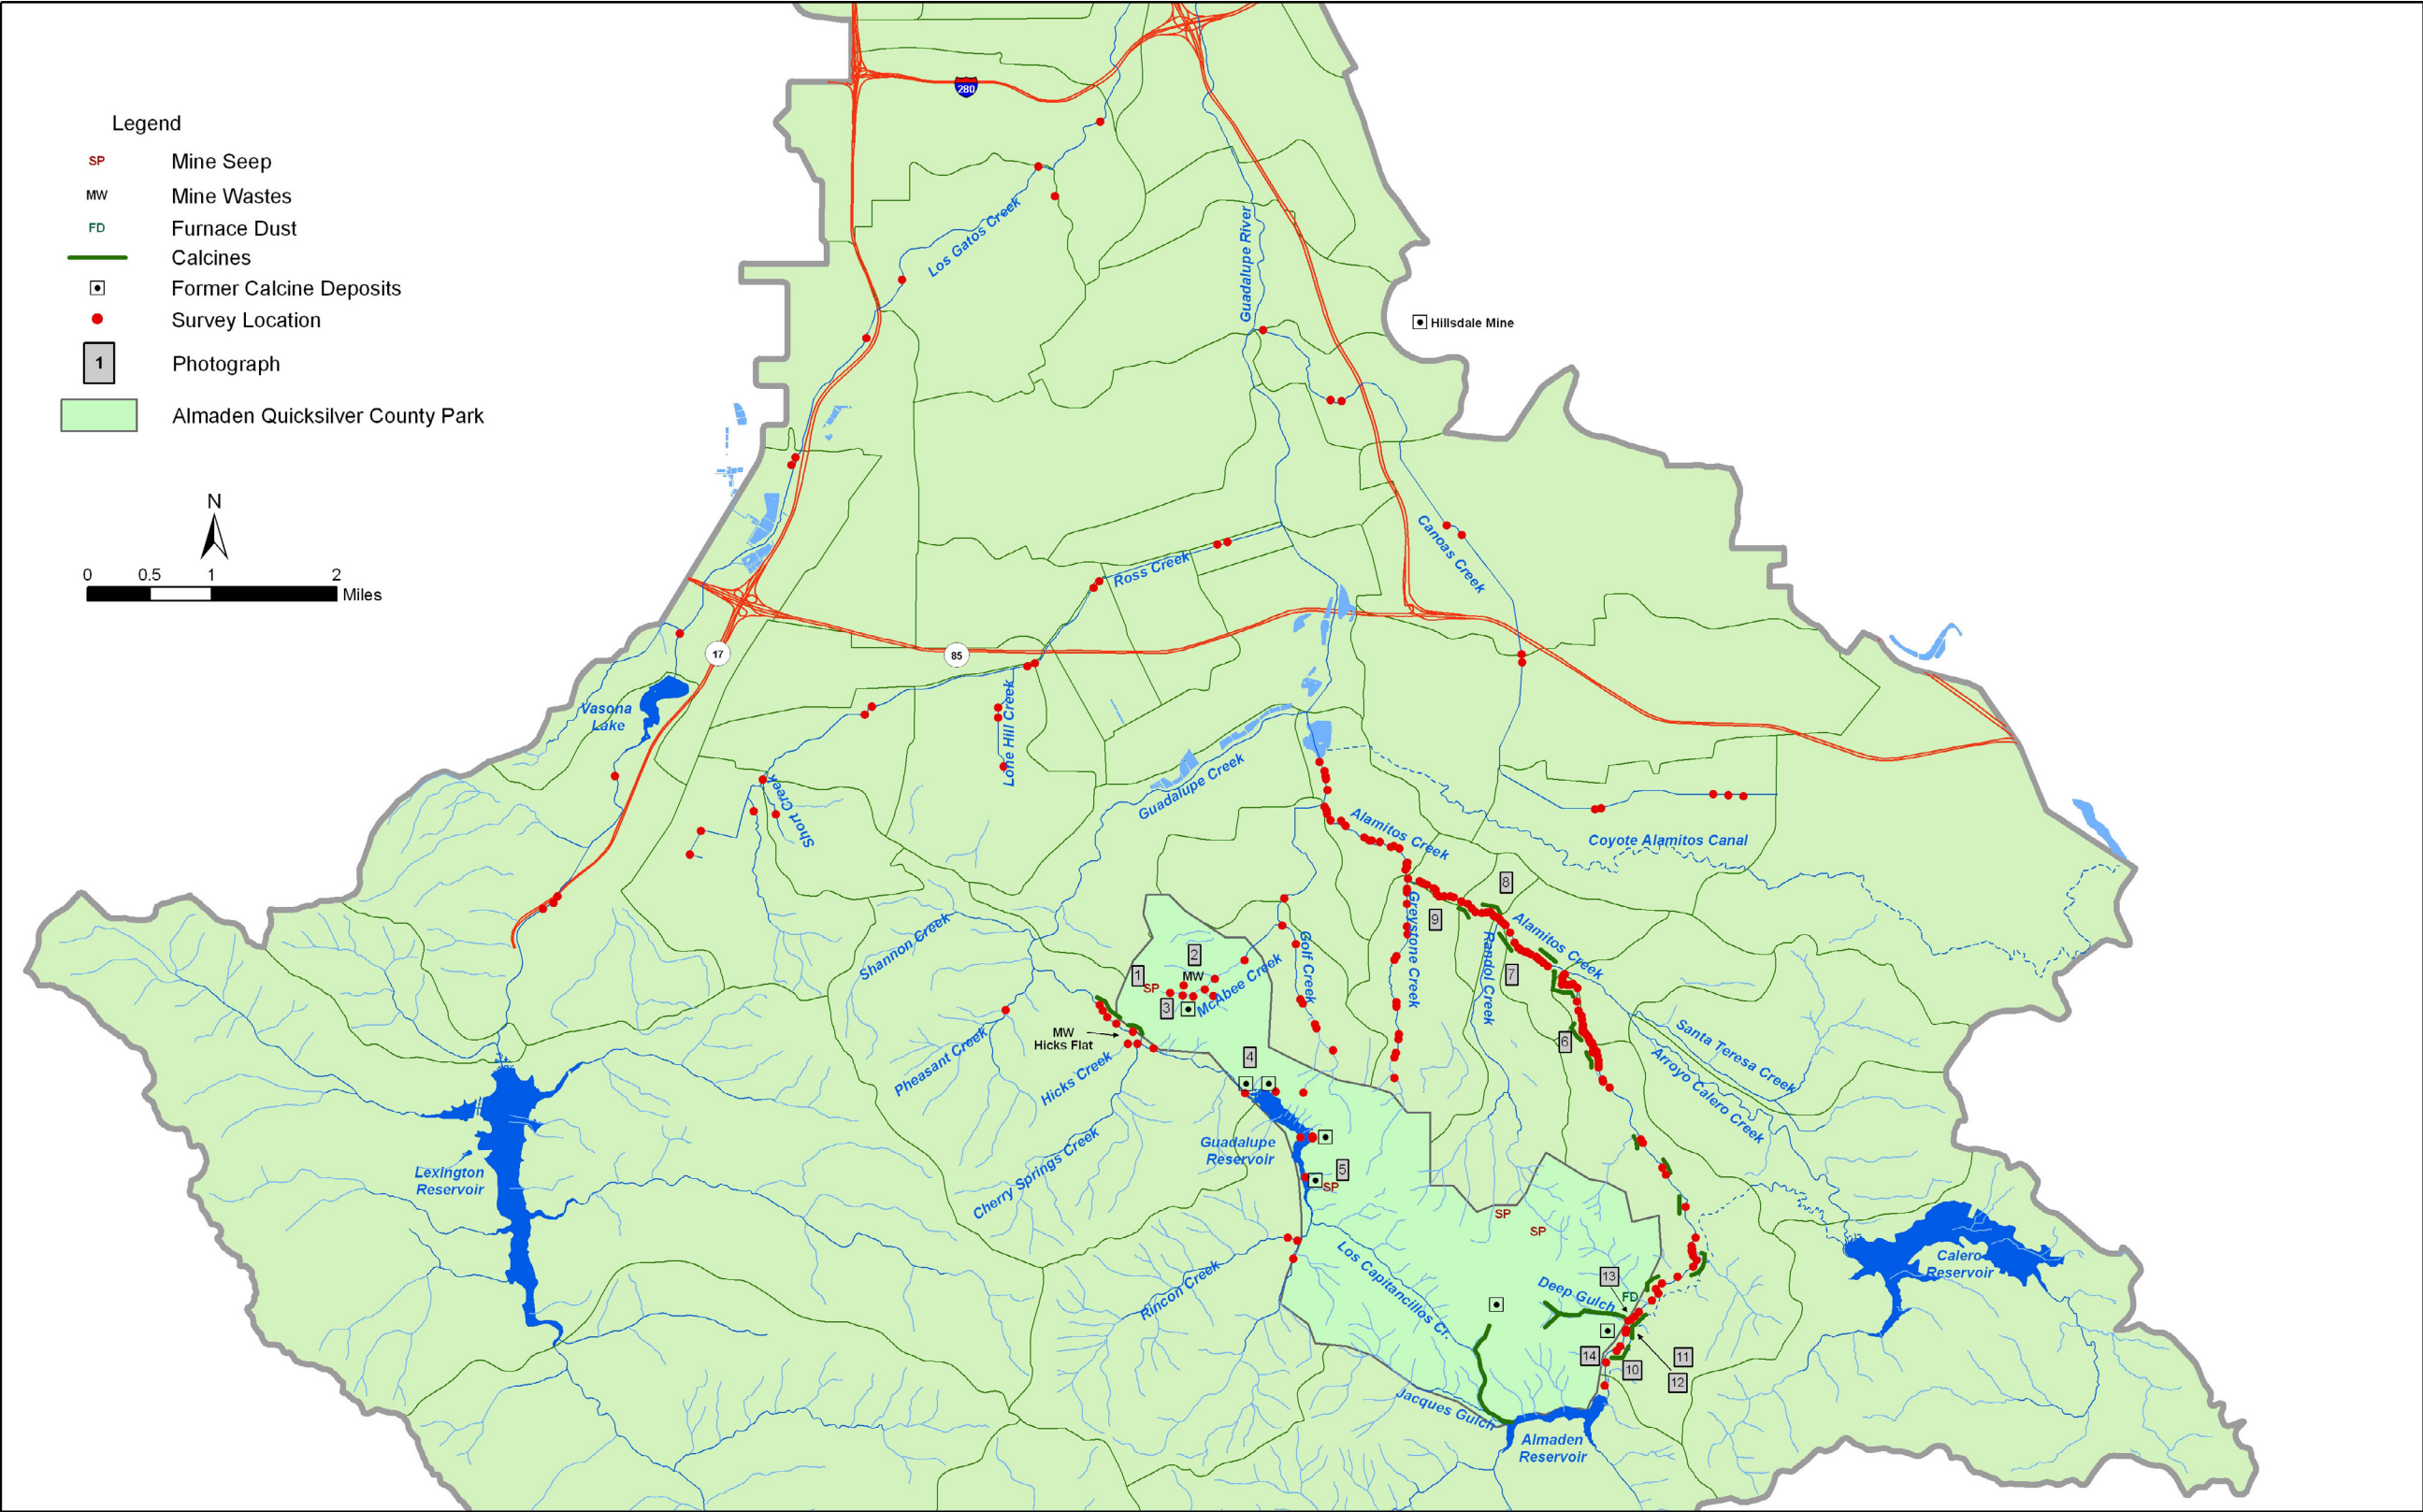 280
Legend
SP Mine Seep
MW Mine Wastes
FD Furnace Dust
Calcines
Former Calcine Deposits
Survey Location
1 Photograph
Almaden Quicksilver County Park
N
0 0.5 1 2
Miles
Los Gatos Creek
Guadalupe River
Hillsdale Mine
Canoas Creek
Ross Creek
17
85
Vasona
Lake
Lone Hill Creek
Short Creek
Guadalupe Creek
Alamitos Creek
Coyote Alamitos Canal
8
9
Greystone Creek
Randol Creek
Alamitos Creek
7
Shannon Creek
Golf Creek
1
2
SP
MW
3
McAbee Creek
MW
Hicks Flat
Pheasant Creek
Hicks Creek
4
6
Santa Teresa Creek
Arroyo Calero Creek
Cherry Springs Creek
Guadalupe
Reservoir
5
SP
Lexington
Reservoir
SP
SP
Los Capitancillos Cr.
Rincon Creek
Calero
Reservoir
13
Deep Gulch
FD
14
10
11
12
Jacques Gulch
Almaden
Reservoir